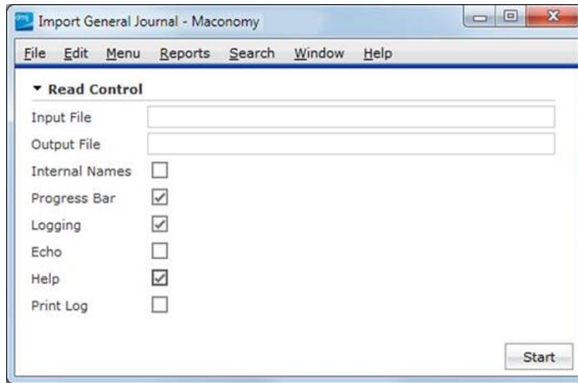 Import General Journal - Maconomy
File Edit Menu Reports Search Window Help
Read Control
Input File
Output File
Internal Names
Progress Bar
Logging
Echo
Help
Print Log
Start